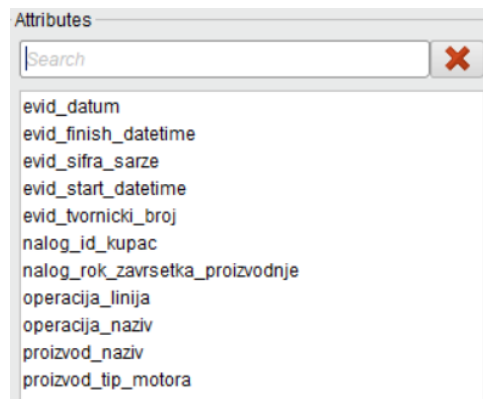 Attributes
Search
evid_datum
evid_finish_datetime
evid_sifra_sarze
evid_start_datetime
evid_tvornicki_broj
nalog_id_kupac
nalog_rok_zavrsetka_proizvodnje
operacija_linija
operacija_naziv
proizvod_naziv
proizvod_tip_motora